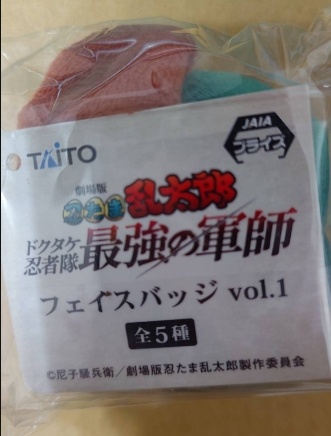 TAITO
JAIA
プライズ
劇場版
忍たま乱太郎
ドクタケ忍者隊
最強の軍師
フェイスバッジ vol.1
全5種
©尼子騒兵衛／劇場版忍たま乱太郎製作委員会